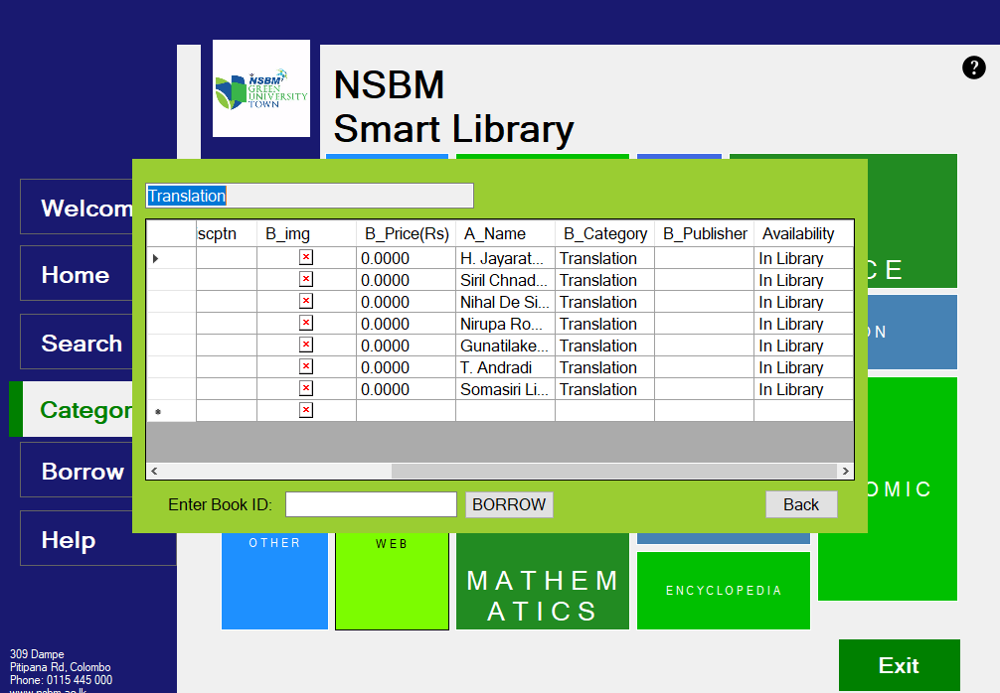 NSBM
GREEN
UNIVERSITY
TOWN
NSBM
Smart Library
?
Welcom
Home
Search
Categor
Borrow
Help
Translation
scptn B_img B_Price(Rs) A_Name B_Category B_Publisher Availability
0.0000 H. Jayarat... Translation In Library
0.0000 Siril Chnad... Translation In Library
0.0000 Nihal De Si... Translation In Library
0.0000 Nirupa Ro... Translation In Library
0.0000 Gunatilake... Translation In Library
0.0000 T. Andradi Translation In Library
0.0000 Somasiri Li... Translation In Library
Enter Book ID: BORROW Back
CE
ON
OMIC
OTHER
WEB
MATHEM
ATICS
ENCYCLOPEDIA
Exit
309 Dampe
Pitipana Rd, Colombo
Phone: 0115 445 000
www.nsbm.ac.lk